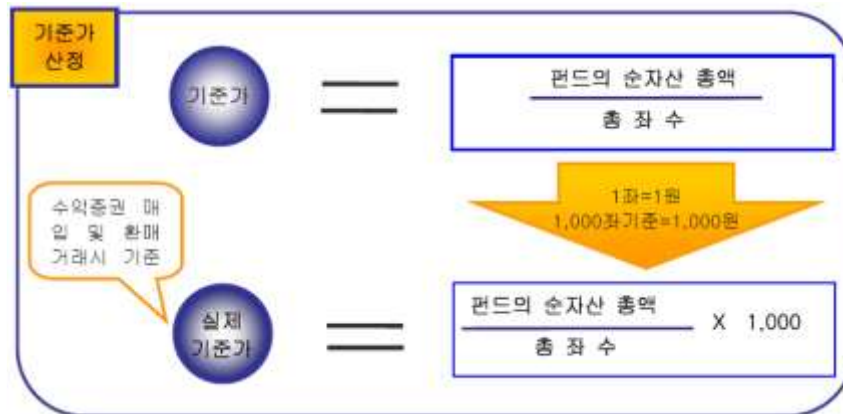 기준가
산정
기준가
펀드의 순자산 총액
총 좌 수
1좌=1원
1,000좌기준=1,000원
수익증권 매
입 및 환매
거래시 기준
실제
기준가
펀드의 순자산 총액
X 1,000
총 좌 수